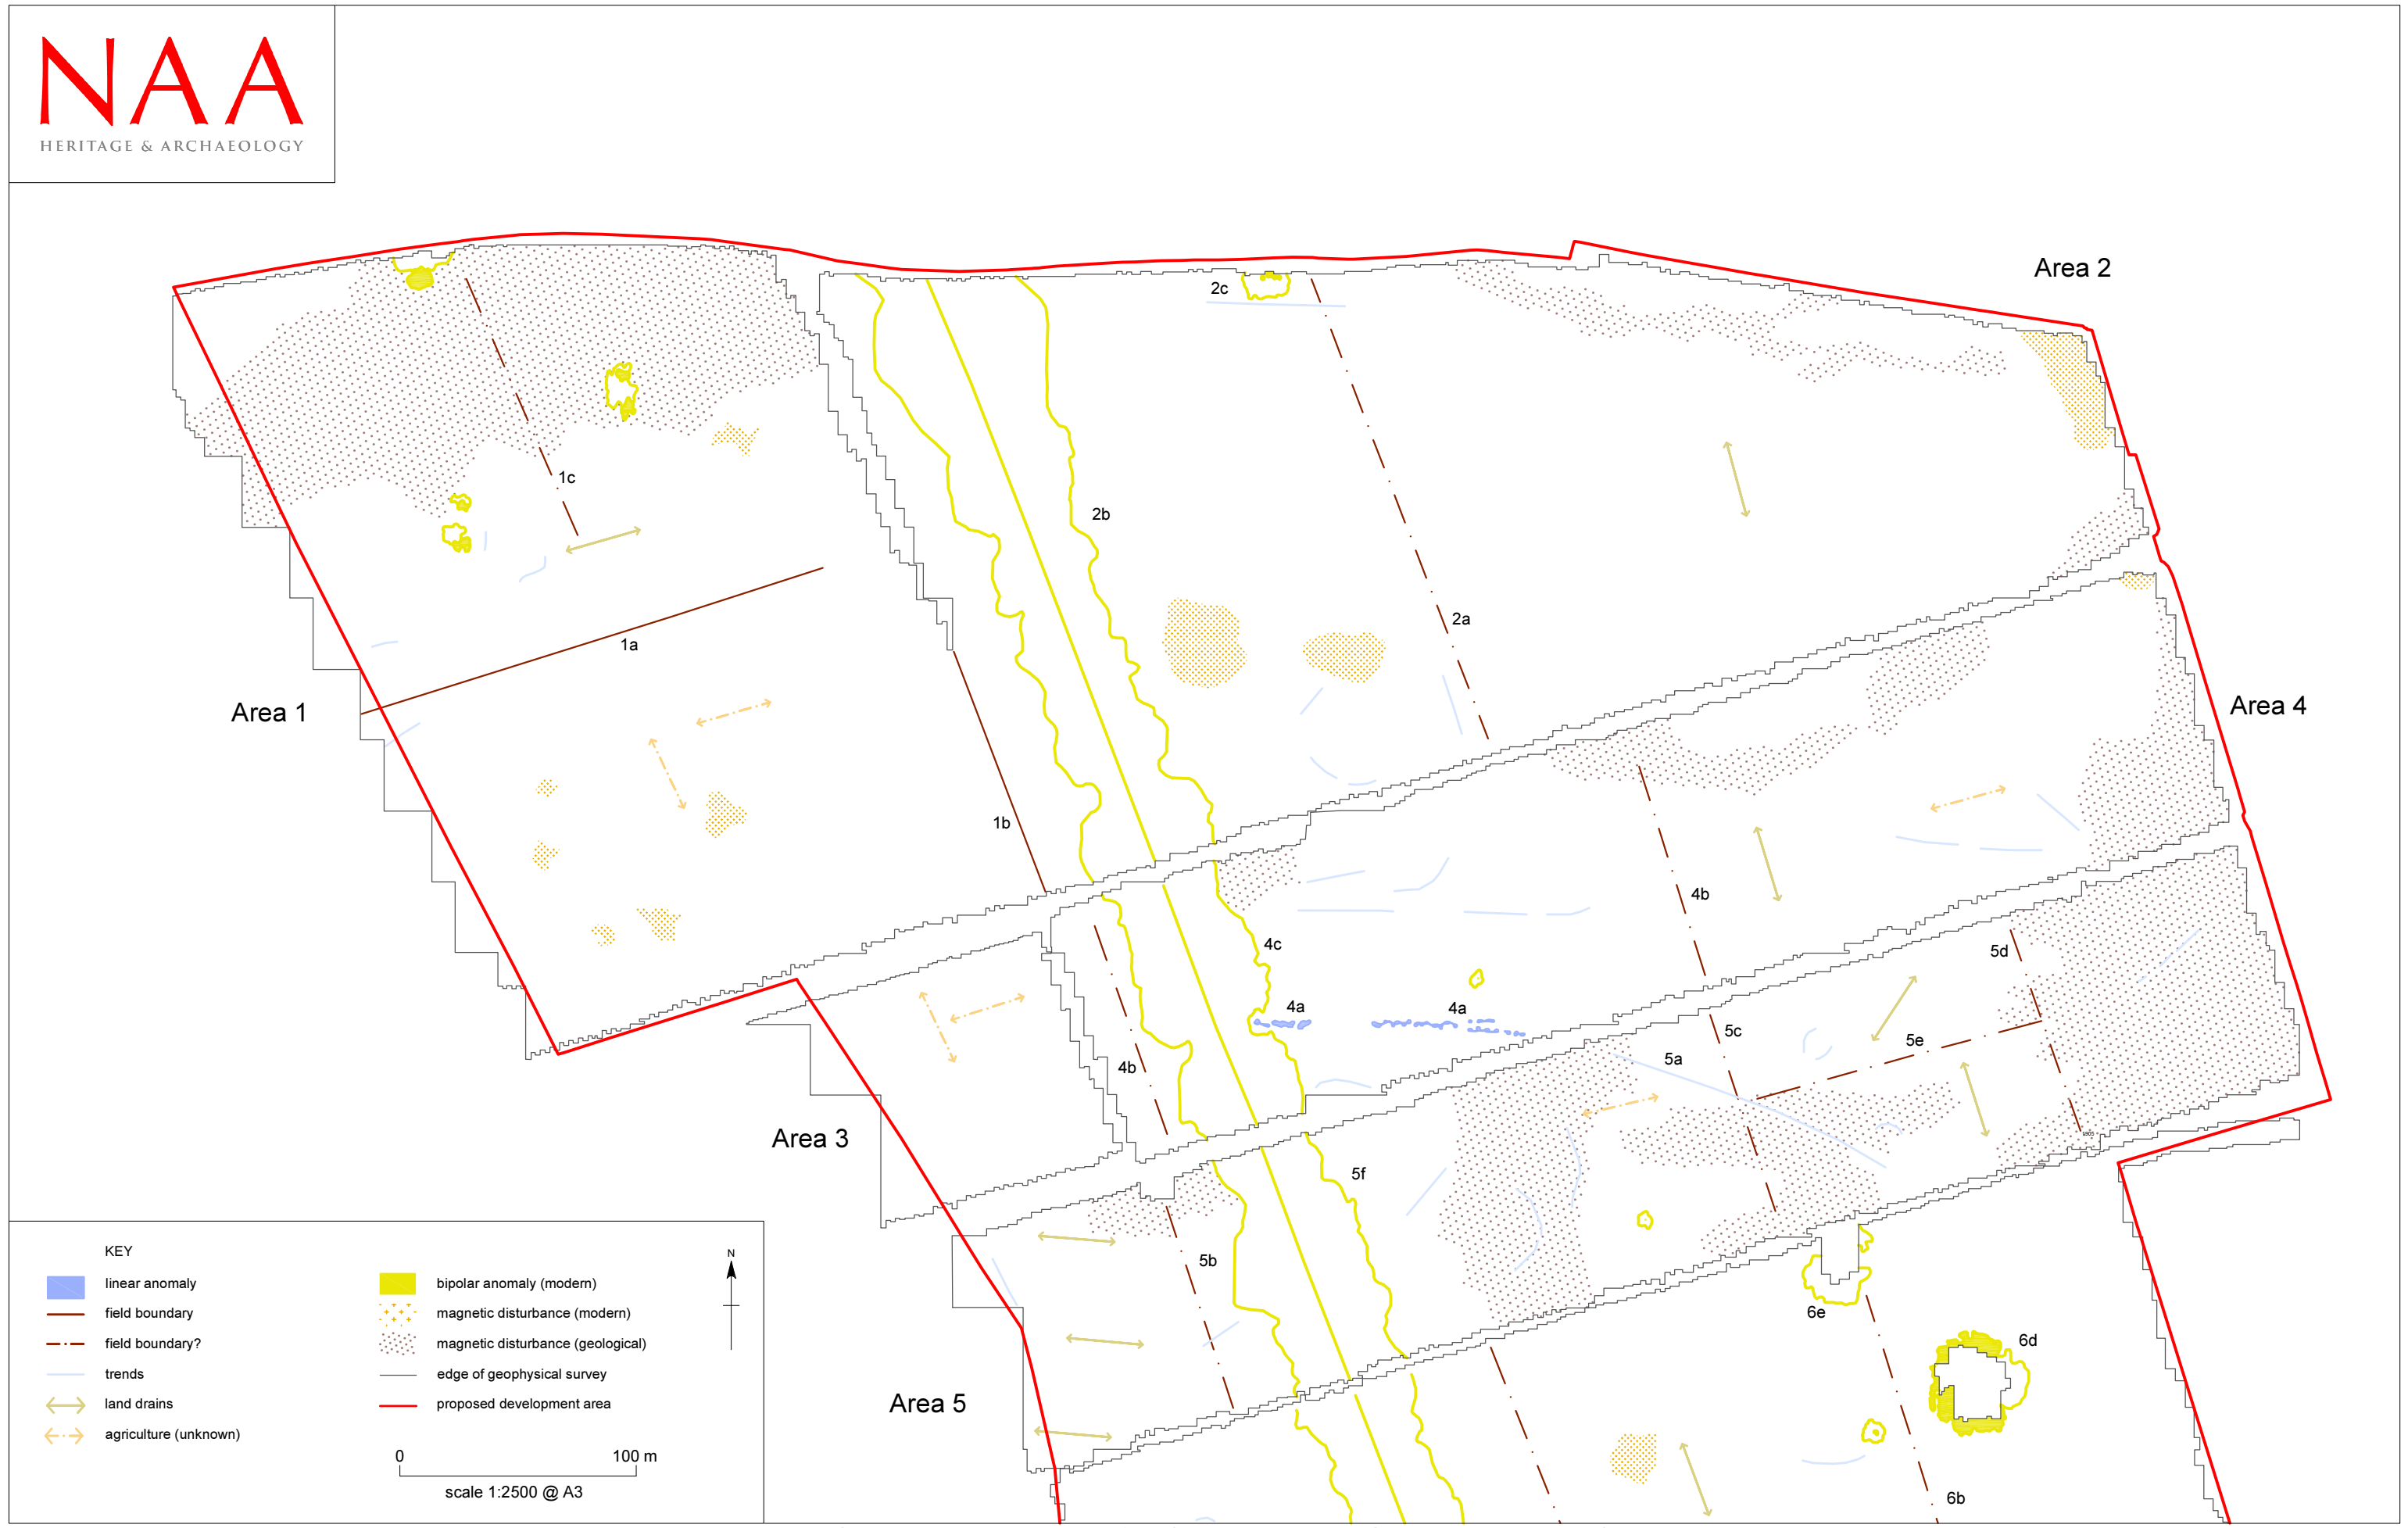 NAA
HERITAGE & ARCHAEOLOGY
Area 2
2c
1c
2b
2a
1a
Area 1
Area 4
1b
4b
4c
5d
4a
4a
5c
5e
5a
4b
Area 3
5f
5b
6e
6d
Area 5
6b
KEY
linear anomaly
field boundary
field boundary?
trends
land drains
agriculture (unknown)
bipolar anomaly (modern)
magnetic disturbance (modern)
magnetic disturbance (geological)
edge of geophysical survey
proposed development area
N
0 100 m
scale 1:2500 @ A3